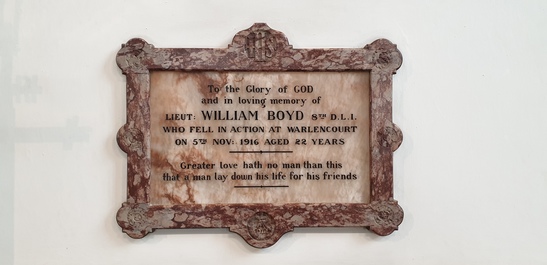 IHS
To the Glory of GOD
and in loving memory of
LIEUT: WILLIAM BOYD 8TH D.L.I.
WHO FELL IN ACTION AT WARLENCOURT
ON 5TH NOV: 1916 AGED 22 YEARS
Greater love hath no man than this
that a man lay down his life for his friends